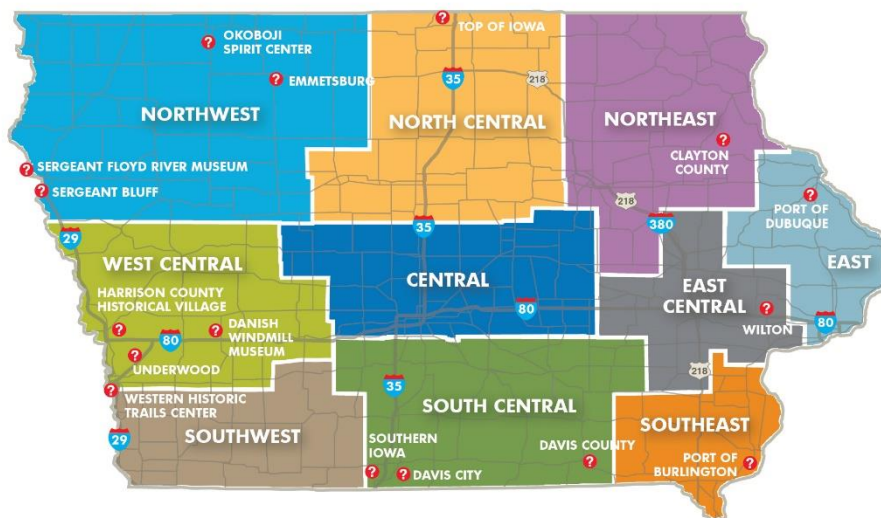 OKOBOJI
SPIRIT CENTER
?
TOP OF IOWA
?
?
EMMETSBURG
35
218
NORTHWEST
NORTH CENTRAL
NORTHEAST
?
CLAYTON
COUNTY
?
SERGEANT FLOYD RIVER MUSEUM
?
SERGEANT BLUFF
?
PORT OF
DUBUQUE
218
29
35
380
WEST CENTRAL
CENTRAL
EAST
CENTRAL
EAST
HARRISON COUNTY
HISTORICAL VILLAGE
?
?
DANISH
WINDMILL
MUSEUM
80
80
?
WILTON
80
?
UNDERWOOD
?
WESTERN HISTORIC
TRAILS CENTER
35
218
SOUTH CENTRAL
SOUTHWEST
SOUTHEAST
29
SOUTHERN
IOWA
?
?
DAVIS CITY
DAVIS COUNTY
?
PORT OF
BURLINGTON
?